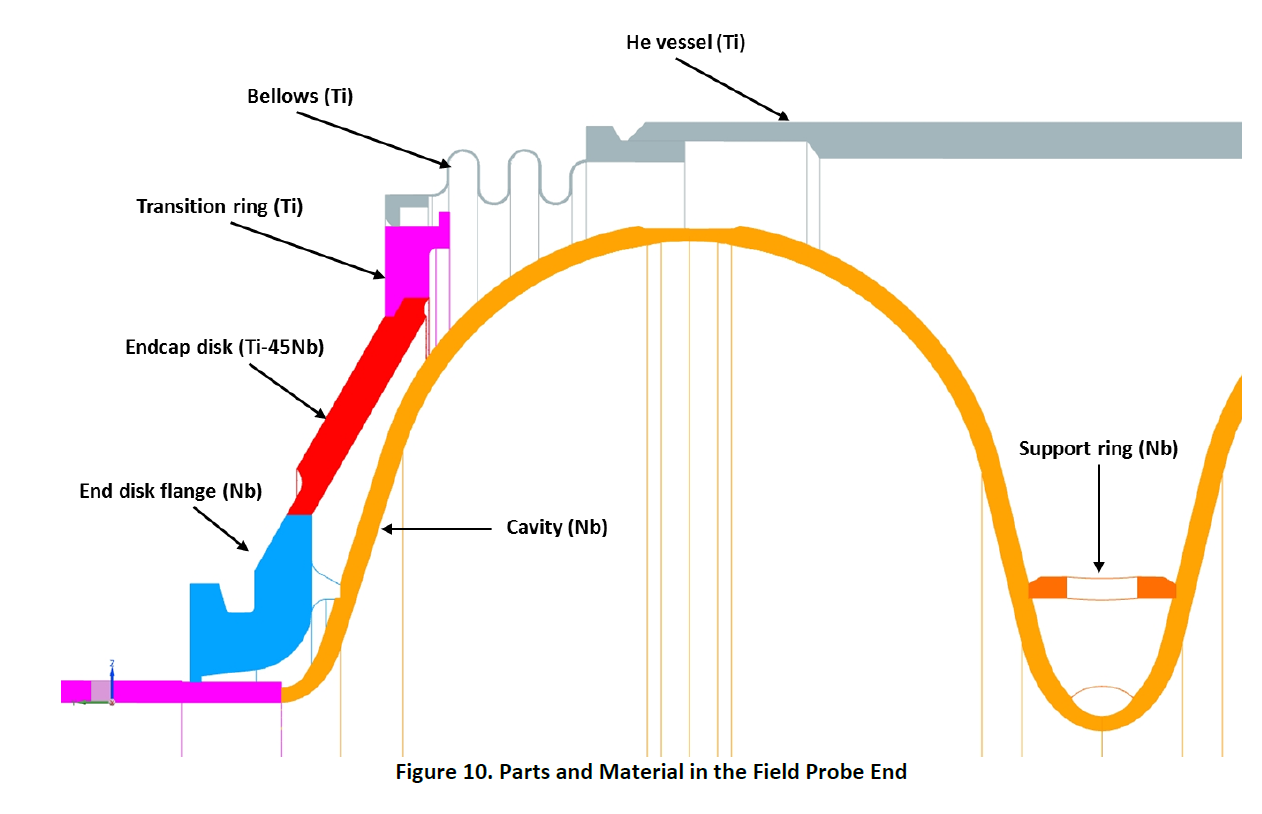 He vessel (Ti)
Bellows (Ti)
Transition ring (Ti)
Endcap disk (Ti-45Nb)
Support ring (Nb)
End disk flange (Nb)
Cavity (Nb)
Z
Figure 10. Parts and Material in the Field Probe End